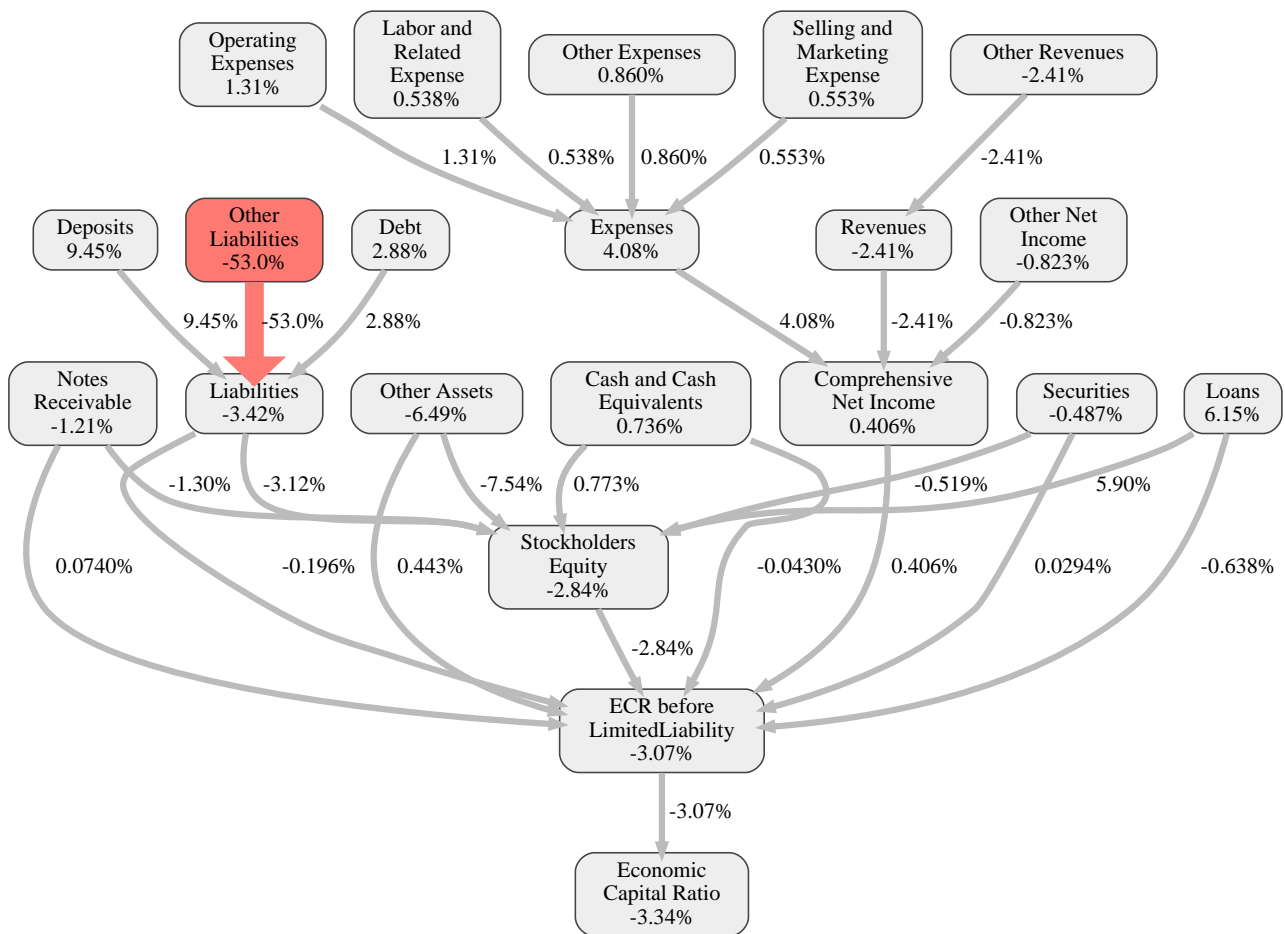 Operating
Expenses
1.31%
Labor and
Related
Expense
0.538%
Other Expenses
0.860%
Selling and
Marketing
Expense
0.553%
Other Revenues
-2.41%
1.31%
0.538%
0.860%
0.553%
-2.41%
Deposits
9.45%
Other
Liabilities
-53.0%
Debt
2.88%
Expenses
4.08%
Revenues
-2.41%
Other Net
Income
-0.823%
9.45%
-53.0%
2.88%
4.08%
-2.41%
-0.823%
Notes
Receivable
-1.21%
Liabilities
-3.42%
Other Assets
-6.49%
Cash and Cash
Equivalents
0.736%
Comprehensive
Net Income
0.406%
Securities
-0.487%
Loans
6.15%
-1.30%
-3.12%
-7.54%
0.773%
-0.519%
5.90%
Stockholders
Equity
-2.84%
0.0740%
-0.196%
0.443%
-0.0430%
0.406%
0.0294%
-0.638%
-2.84%
ECR before
LimitedLiability
-3.07%
-3.07%
Economic
Capital Ratio
-3.34%